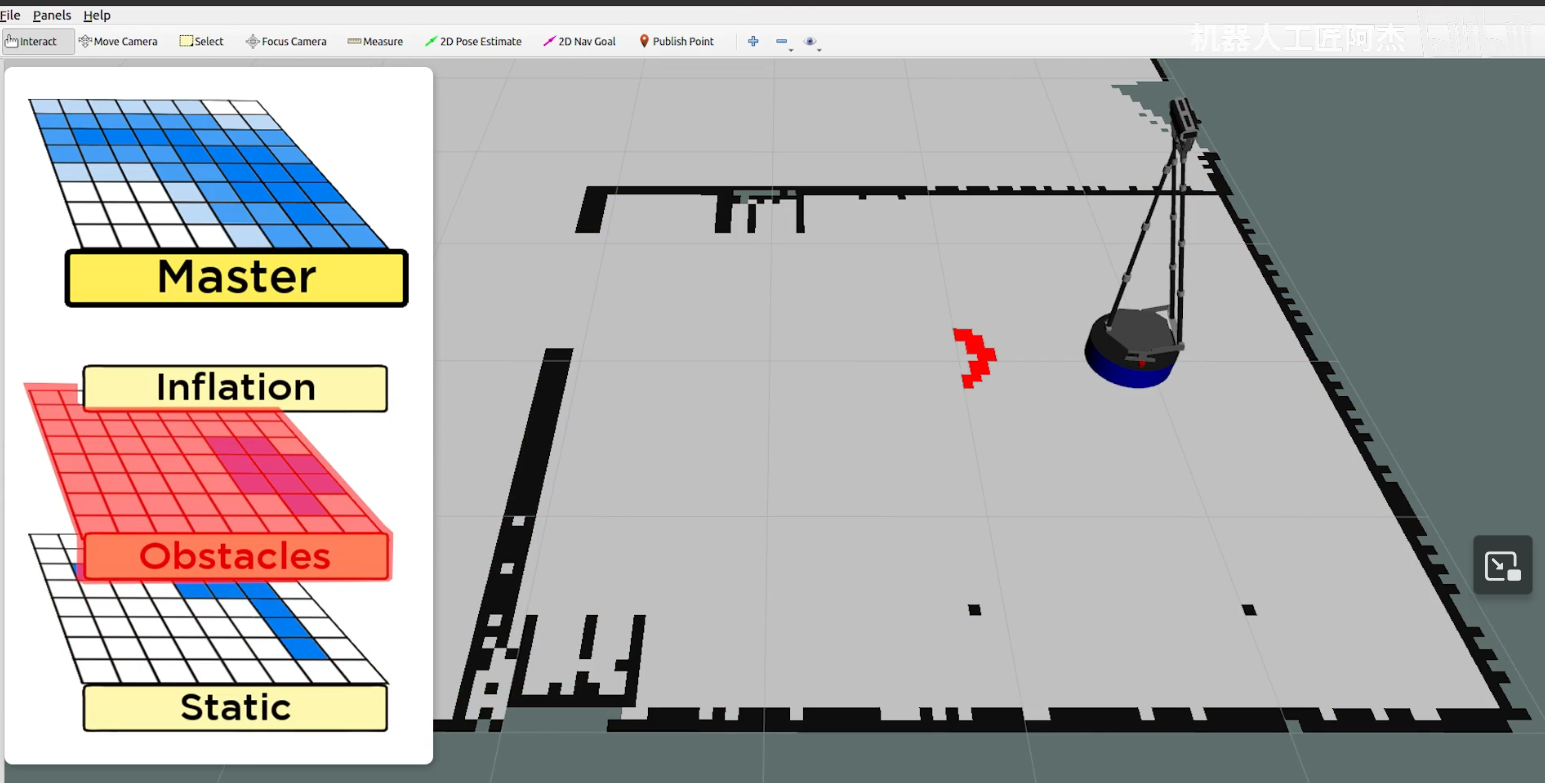 File Panels Help
Interact Move Camera Select Focus Camera Measure 2D Pose Estimate 2D Nav Goal Publish Point
机器人工匠阿杰
Master
Inflation
Obstacles
Static